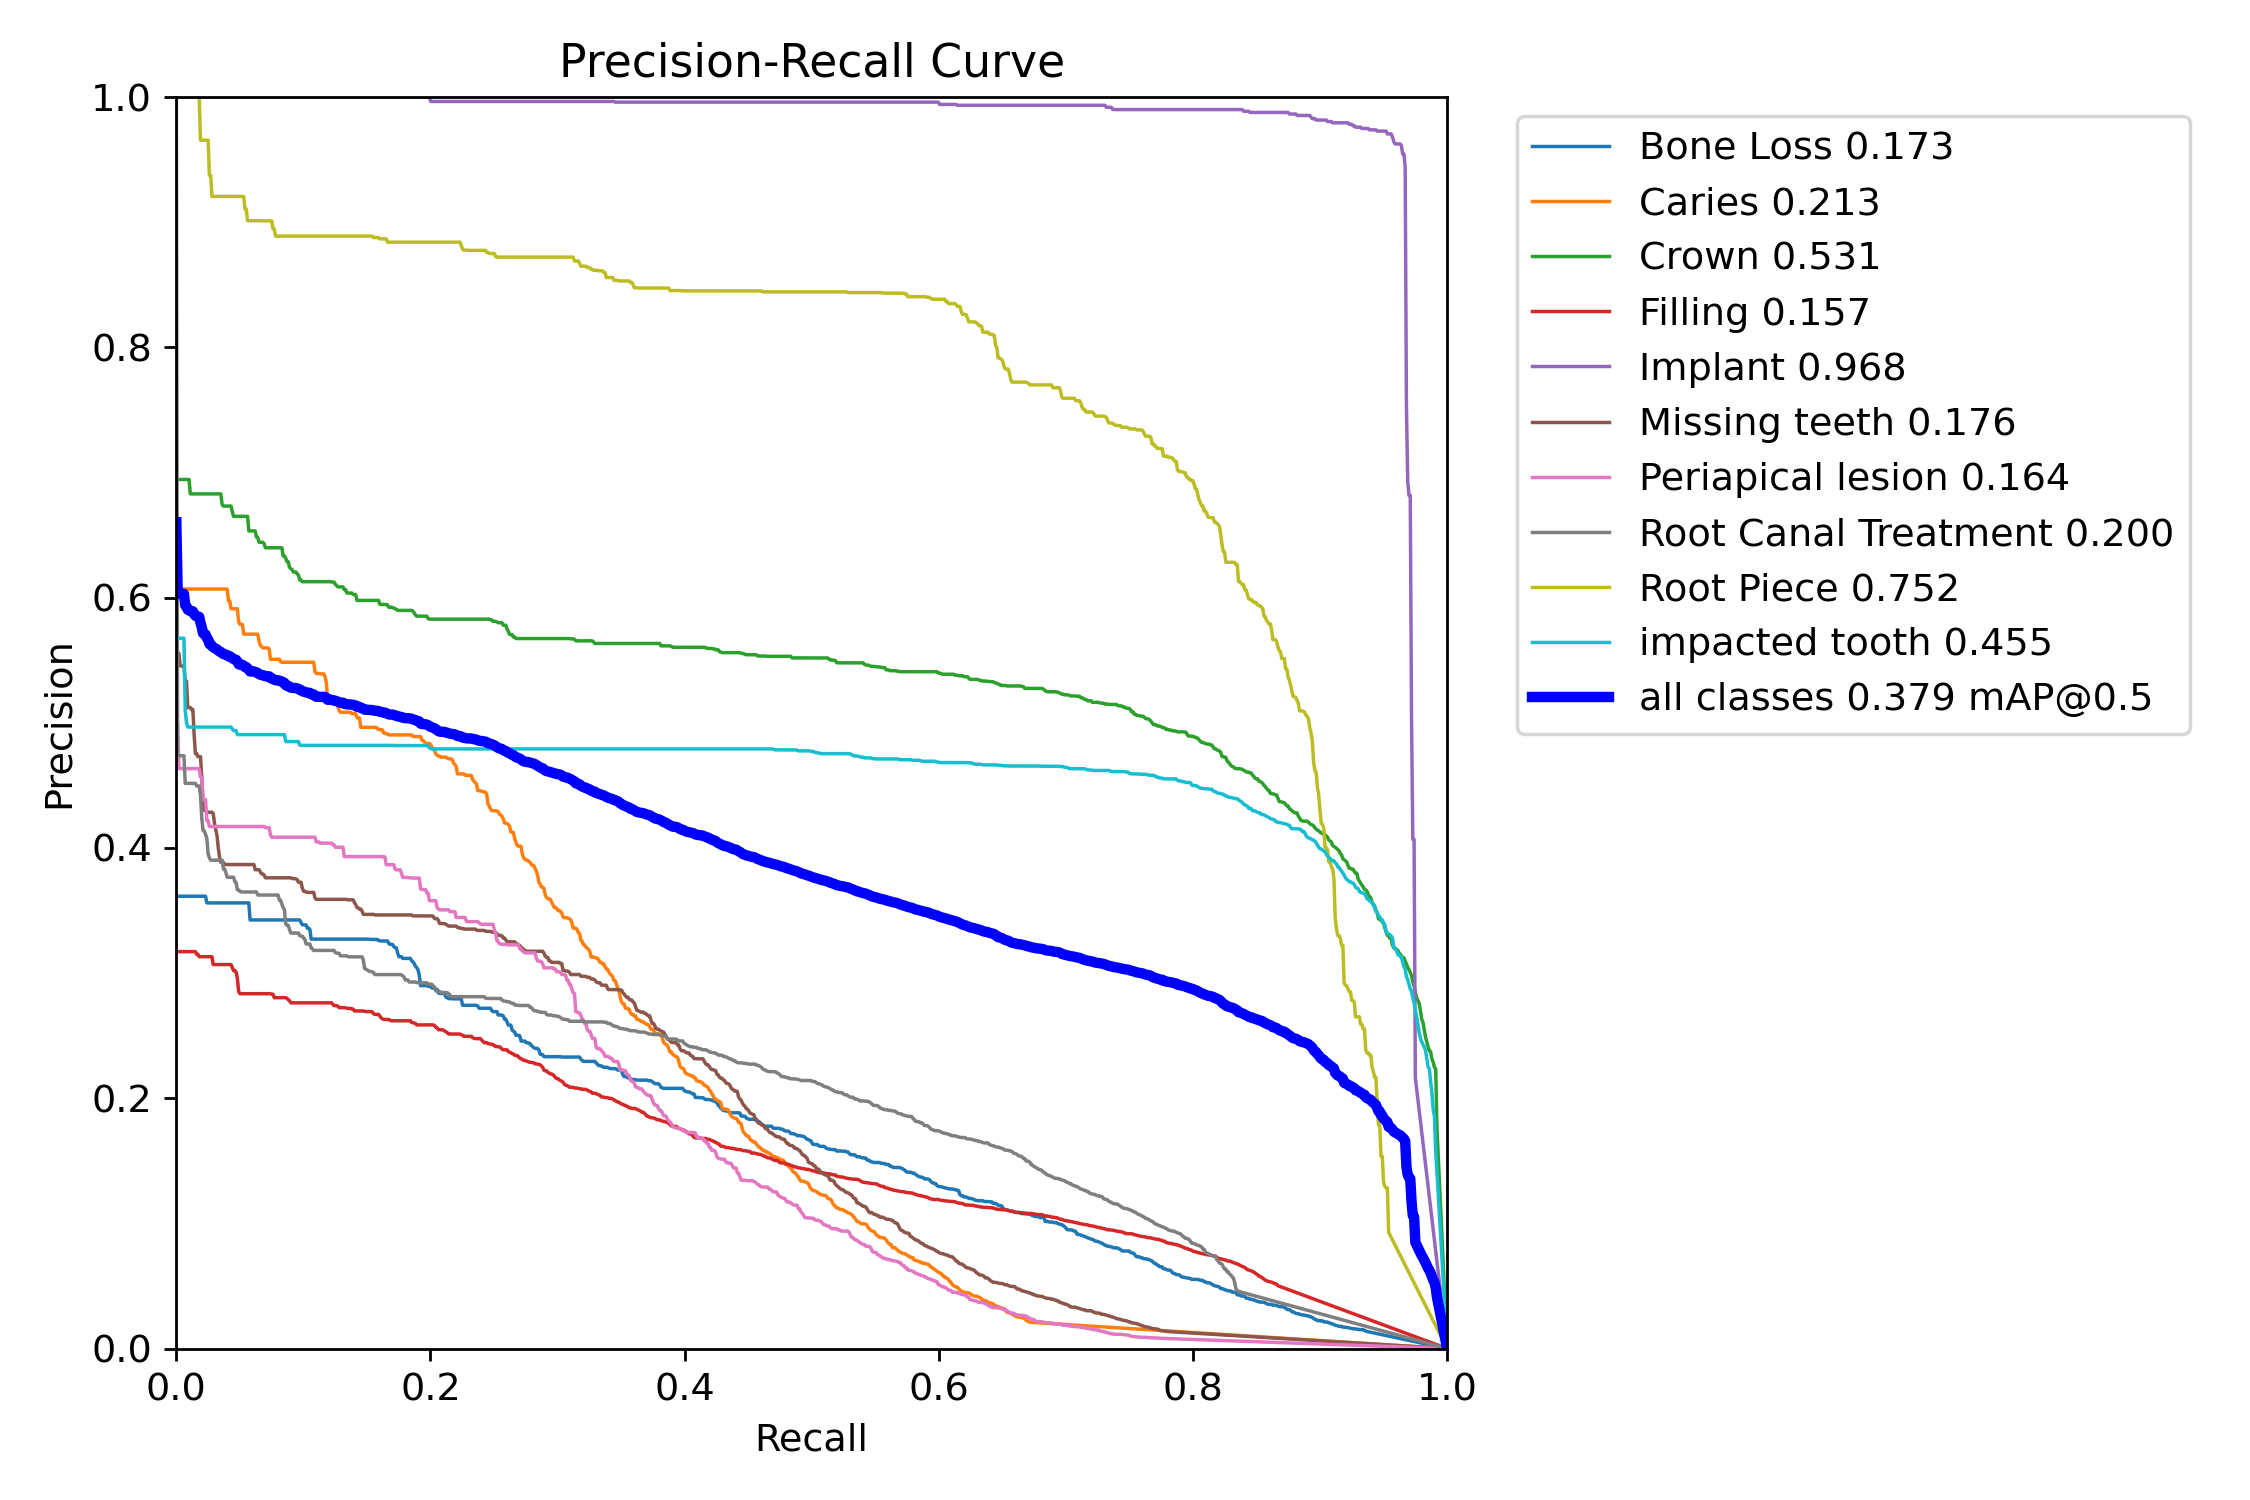 Precision-Recall Curve
1.0
0.8
0.6
0.4
0.2
0.0
Precision
0.0 0.2 0.4 0.6 0.8 1.0
Recall
Bone Loss 0.173
Caries 0.213
Crown 0.531
Filling 0.157
Implant 0.968
Missing teeth 0.176
Periapical lesion 0.164
Root Canal Treatment 0.200
Root Piece 0.752
impacted tooth 0.455
all classes 0.379 mAP@0.5